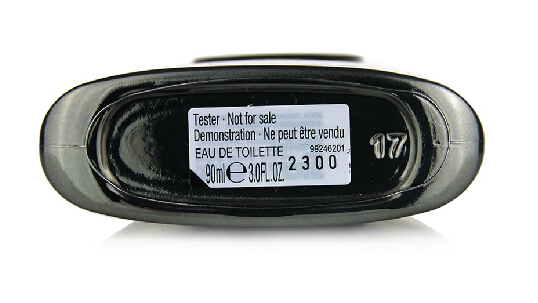 Tester - Not for sale
Demonstration - Ne peut être vendu
EAU DE TOILETTE 99246201
90ml ℮ 3.0FL.OZ. 2300
17